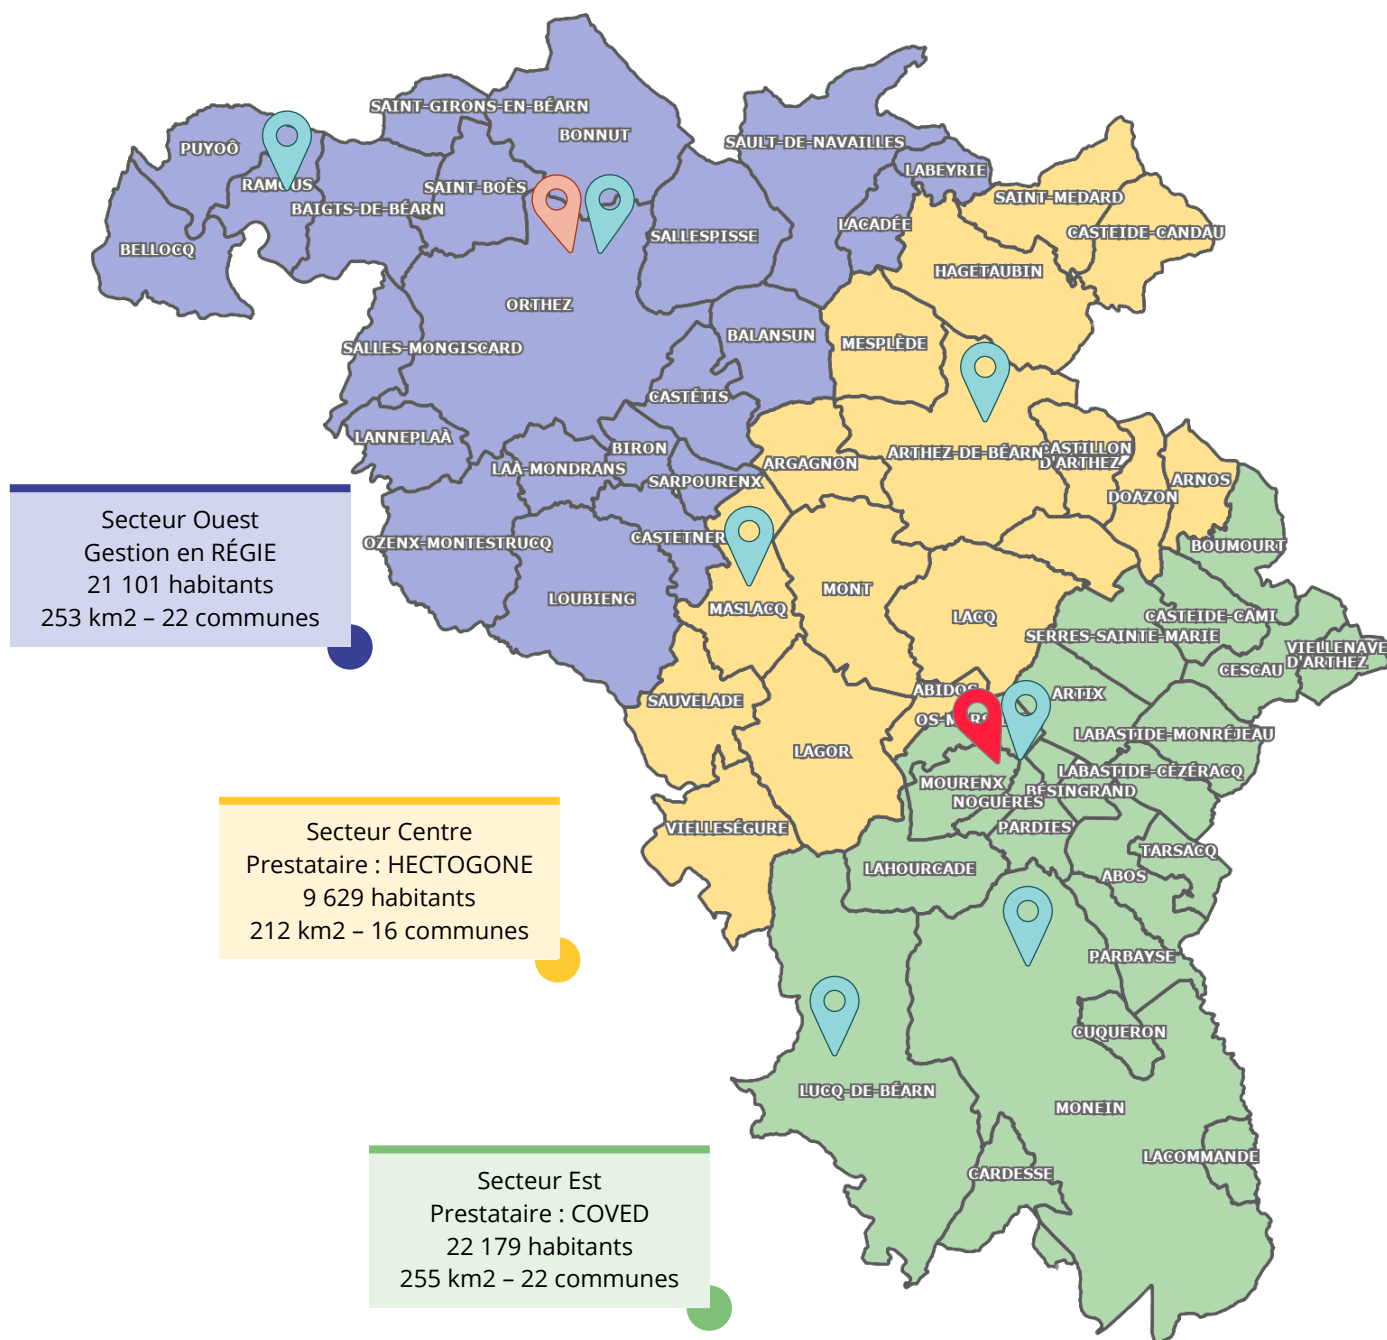 SAINT-GIRONS-EN-BÉARN
BONNUT
PUYOÔ
SAULT-DE-NAVAILLES
LABEYRIE
RAMOUS
SAINT-BOÈS
SAINT-MEDARD
BAIGTS-DE-BÉARN
LACADÉE
CASTEIDE-CANDAU
BELLOCQ
SALLESPISSE
HAGETAUBIN
ORTHEZ
BALANSUN
MESPLÈDE
SALLES-MONGISCARD
CASTÉTIS
LANNEPLAÀ
BIRON
ARTHEZ-DE-BÉARN
CASTILLON
D'ARTHEZ
LAÀ-MONDRANS
ARGAGNON
SARPOURENX
ARNOS
DOAZON
OZENX-MONTESTRUCQ
CASTETNER
BOUMOURT
LOUBIENG
MASLACQ
MONT
LACQ
CASTEIDE-CAMI
SERRES-SAINTE-MARIE
VIELLENAVE
D'ARTHEZ
CESCAU
ABIDOS
ARTIX
SAUVELADE
OS-MARSIL
LABASTIDE-MONRÉJEAU
LAGOR
LABASTIDE-CÉZÉRACQ
MOURENX
BÉSINGRAND
NOGUÈRES
VIELLESÉGURE
PARDIES
TARSACQ
LAHOURCADE
ABOS
PARBAYSE
CUQUERON
LUCQ-DE-BÉARN
MONEIN
LACOMMANDE
CARDESSE
Secteur Ouest
Gestion en RÉGIE
21 101 habitants
253 km2 – 22 communes
Secteur Centre
Prestataire : HECTOGONE
9 629 habitants
212 km2 – 16 communes
Secteur Est
Prestataire : COVED
22 179 habitants
255 km2 – 22 communes